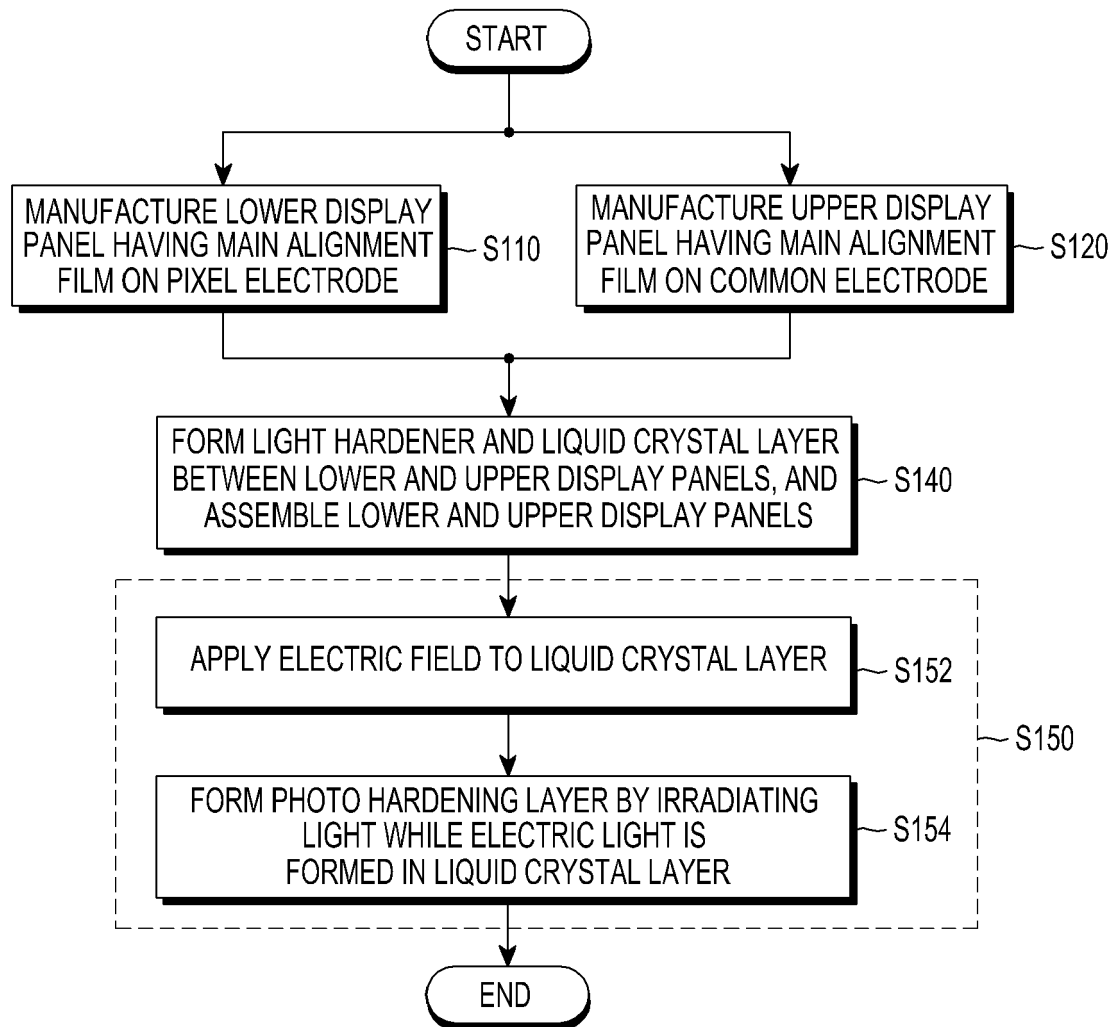 START
MANUFACTURE LOWER DISPLAY
PANEL HAVING MAIN ALIGNMENT
FILM ON PIXEL ELECTRODE
S110
MANUFACTURE UPPER DISPLAY
PANEL HAVING MAIN ALIGNMENT
FILM ON COMMON ELECTRODE
S120
FORM LIGHT HARDENER AND LIQUID CRYSTAL LAYER
BETWEEN LOWER AND UPPER DISPLAY PANELS, AND
ASSEMBLE LOWER AND UPPER DISPLAY PANELS
S140
APPLY ELECTRIC FIELD TO LIQUID CRYSTAL LAYER
S152
S150
FORM PHOTO HARDENING LAYER BY IRRADIATING
LIGHT WHILE ELECTRIC LIGHT IS
FORMED IN LIQUID CRYSTAL LAYER
S154
END